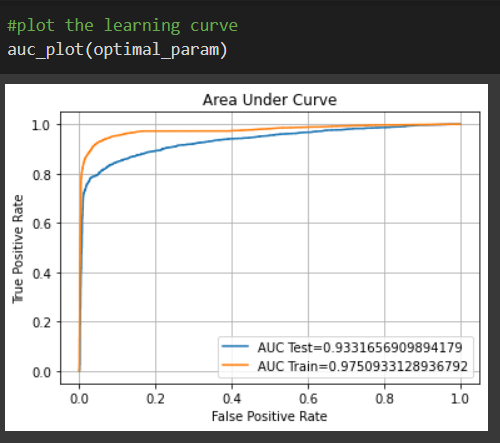 #plot the learning curve
auc_plot(optimal_param)
Area Under Curve
True Positive Rate
1.0
0.8
0.6
0.4
0.2
0.0
AUC Test=0.9331656909894179
AUC Train=0.9750933128936792
0.0 0.2 0.4 0.6 0.8 1.0
False Positive Rate